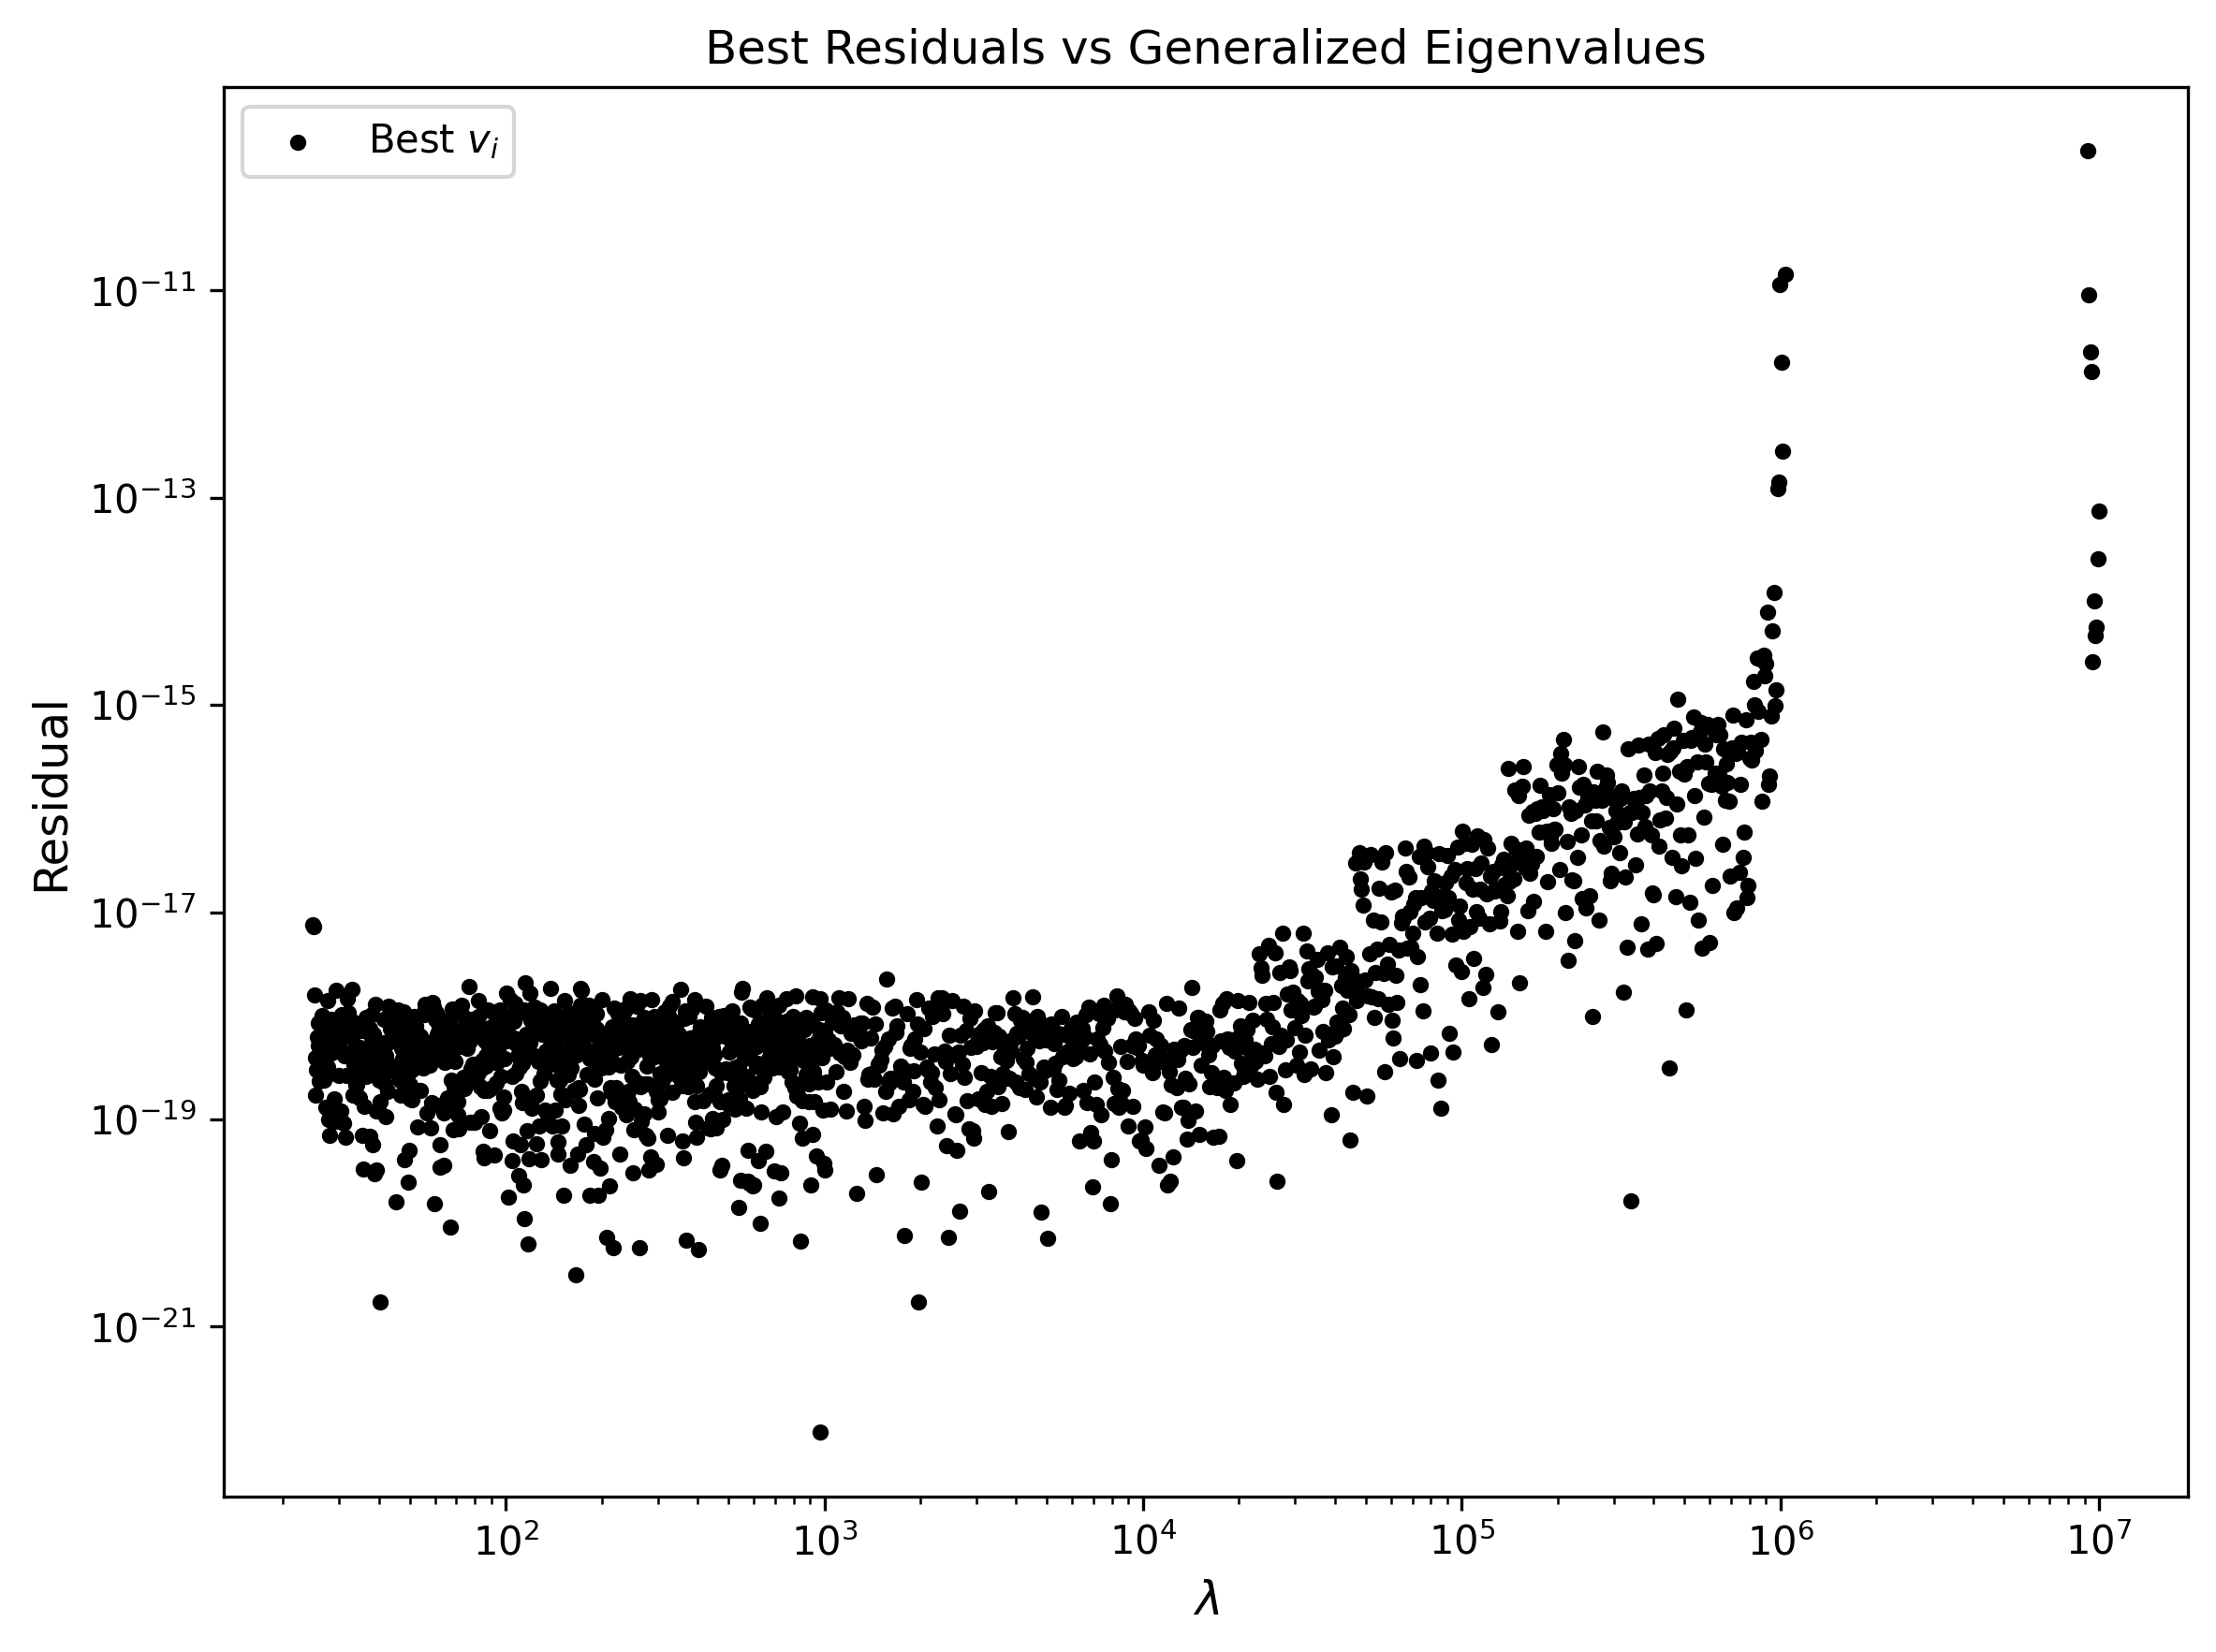 Best Residuals vs Generalized Eigenvalues
Best $v_i$
Residual
$10^{-11}$
$10^{-13}$
$10^{-15}$
$10^{-17}$
$10^{-19}$
$10^{-21}$
$10^2$ $10^3$ $10^4$ $10^5$ $10^6$ $10^7$
λ